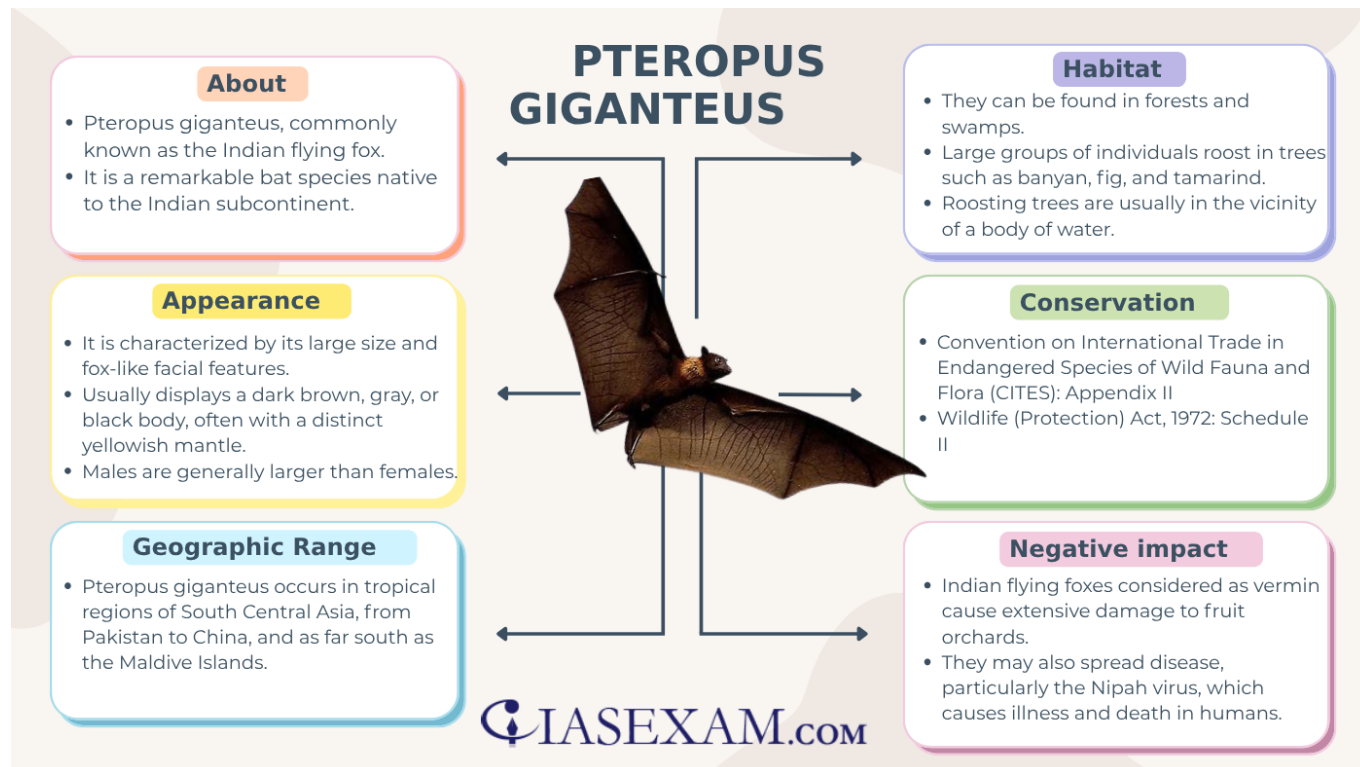 PTEROPUS
GIGANTEUS
About
• Pteropus giganteus, commonly
known as the Indian flying fox.
• It is a remarkable bat species native
to the Indian subcontinent.
Appearance
• It is characterized by its large size and
fox-like facial features.
• Usually displays a dark brown, gray, or
black body, often with a distinct
yellowish mantle.
• Males are generally larger than females.
Geographic Range
• Pteropus giganteus occurs in tropical
regions of South Central Asia, from
Pakistan to China, and as far south as
the Maldive Islands.
Habitat
• They can be found in forests and
swamps.
• Large groups of individuals roost in trees
such as banyan, fig, and tamarind.
• Roosting trees are usually in the vicinity
of a body of water.
Conservation
• Convention on International Trade in
Endangered Species of Wild Fauna and
Flora (CITES): Appendix II
• Wildlife (Protection) Act, 1972: Schedule
II
Negative impact
• Indian flying foxes considered as vermin
cause extensive damage to fruit
orchards.
• They may also spread disease,
particularly the Nipah virus, which
causes illness and death in humans.
IASEXAM.COM